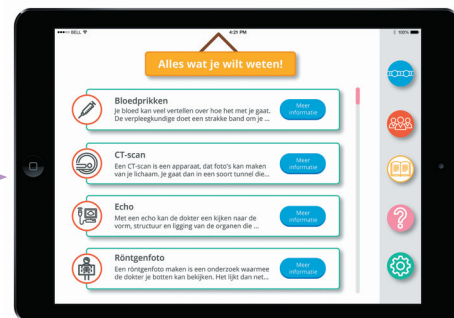 BELL
4:21 PM
100%
Alles wat je wilt weten!
Bloedprikken
Je bloed kan veel vertellen over hoe het met je gaat.
De verpleegkundige doet een strakke band om je ...
Meer
informatie
CT-scan
Een CT-scan is een apparaat, dat foto's kan maken
van je lichaam. Je gaat dan in een soort tunnel die...
Meer
informatie
Echo
Met een echo kan de dokter een kijken naar de
vorm, structuur en ligging van de organen die ...
Meer
informatie
Röntgenfoto
Een röntgenfoto maken is een onderzoek waarmee
de dokter je botten kan bekijken. Het lijkt dan net...
Meer
informatie
?